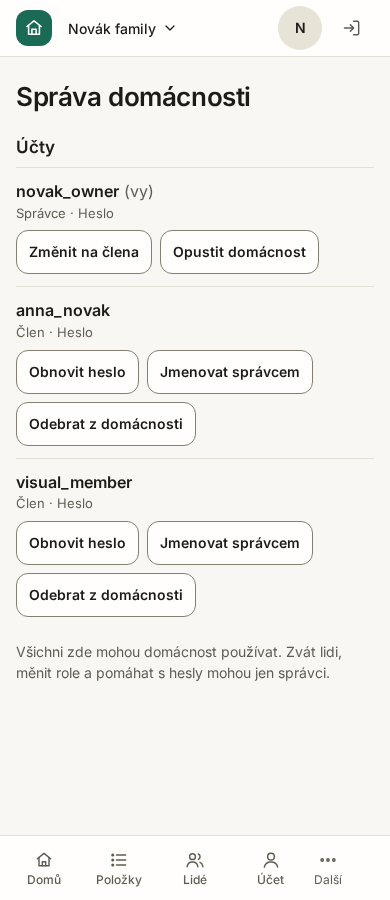 Novák family
N
Správa domácnosti
Účty
novak_owner (vy)
Správce · Heslo
Změnit na člena
Opustit domácnost
anna_novak
Člen · Heslo
Obnovit heslo
Jmenovat správcem
Odebrat z domácnosti
visual_member
Člen · Heslo
Obnovit heslo
Jmenovat správcem
Odebrat z domácnosti
Všichni zde mohou domácnost používat. Zvát lidi,
měnit role a pomáhat s hesly mohou jen správci.
Domů
Položky
Lidé
Účet
Další